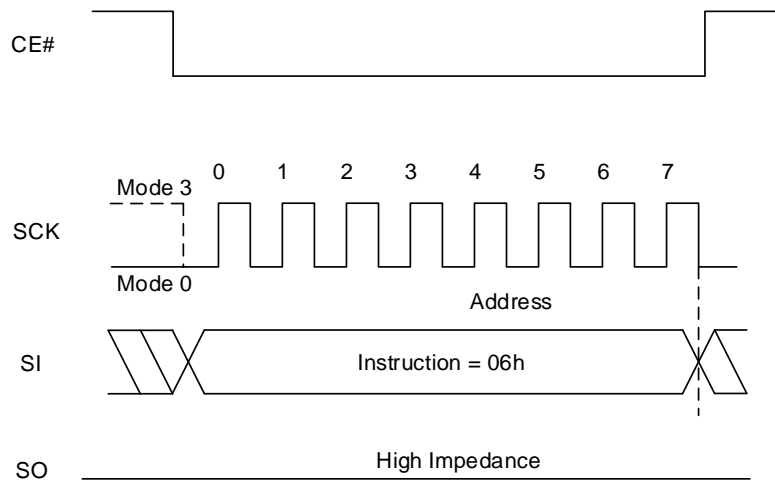 CE#
0 1 2 3 4 5 6 7
Mode 3
SCK
Mode 0
Address
SI
Instruction = 06h
High Impedance
SO